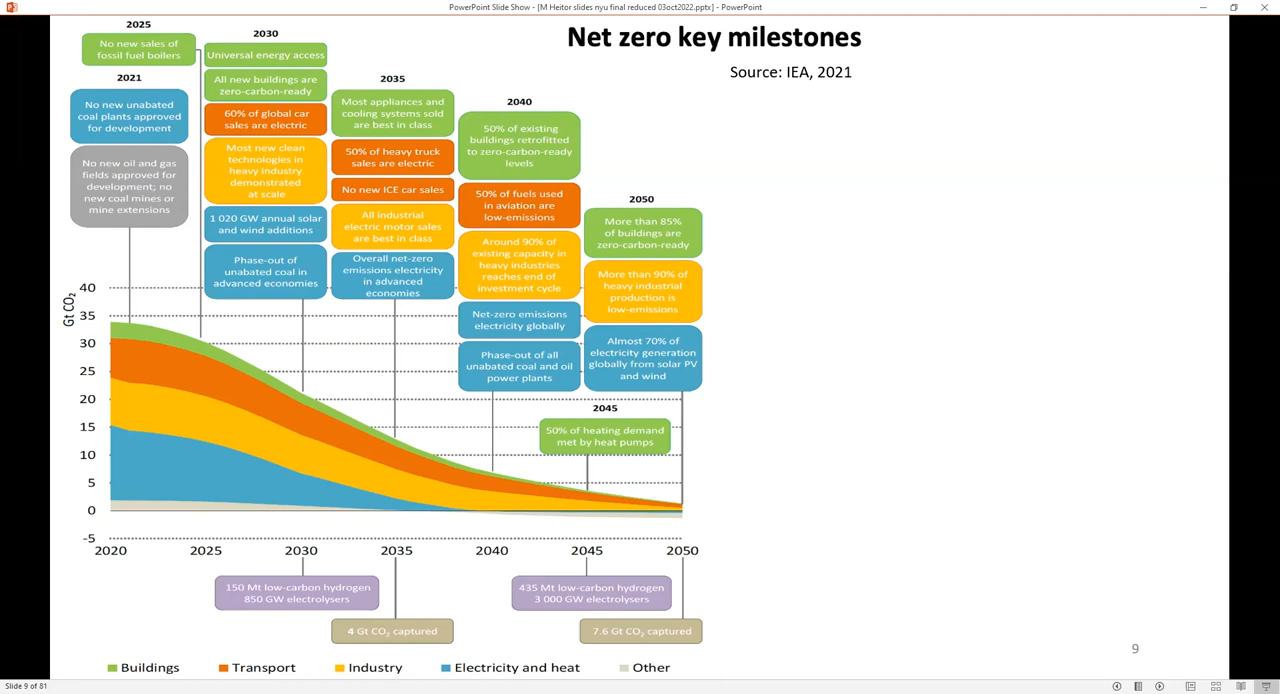 PowerPoint Slide Show - [M Heitor slides nyu final reduced 03oct2022.pptx] - PowerPoint
Net zero key milestones
Source: IEA, 2021
2025
No new sales of
fossil fuel boilers
2021
No new unabated
coal plants approved
for development
No new oil and gas
fields approved for
development; no
new coal mines or
mine extensions
2030
Universal energy access
All new buildings are
zero-carbon-ready
60% of global car
sales are electric
Most new clean
technologies in
heavy industry
demonstrated
at scale
1 020 GW annual solar
and wind additions
Phase-out of
unabated coal in
advanced economies
2035
Most appliances and
cooling systems sold
are best in class
50% of heavy truck
sales are electric
No new ICE car sales
All industrial
electric motor sales
are best in class
Overall net-zero
emissions electricity
in advanced
economies
2040
50% of existing
buildings retrofitted
to zero-carbon-ready
levels
50% of fuels used
in aviation are
low-emissions
Around 90% of
existing capacity in
heavy industries
reaches end of
investment cycle
Net-zero emissions
electricity globally
Phase-out of all
unabated coal and oil
power plants
2050
More than 85%
of buildings are
zero-carbon-ready
More than 90% of
heavy industrial
production is
low-emissions
Almost 70% of
electricity generation
globally from solar PV
and wind
2045
50% of heating demand
met by heat pumps
Gt CO₂
40
35
30
25
20
15
10
5
0
-5
2020 2025 2030 2035 2040 2045 2050
150 Mt low-carbon hydrogen
850 GW electrolysers
435 Mt low-carbon hydrogen
3 000 GW electrolysers
4 Gt CO₂ captured
7.6 Gt CO₂ captured
Buildings Transport Industry Electricity and heat Other
9
Slide 9 of 81